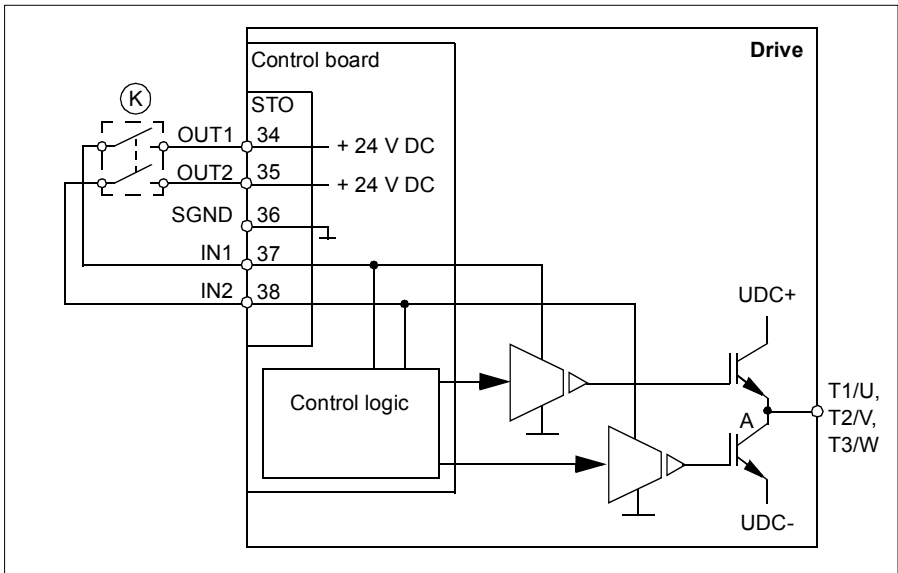 Drive
Control board
K
STO
OUT1 34 + 24 V DC
OUT2 35 + 24 V DC
SGND 36
IN1 37
IN2 38
UDC+
Control logic
T1/U,
T2/V,
T3/W
A
UDC-